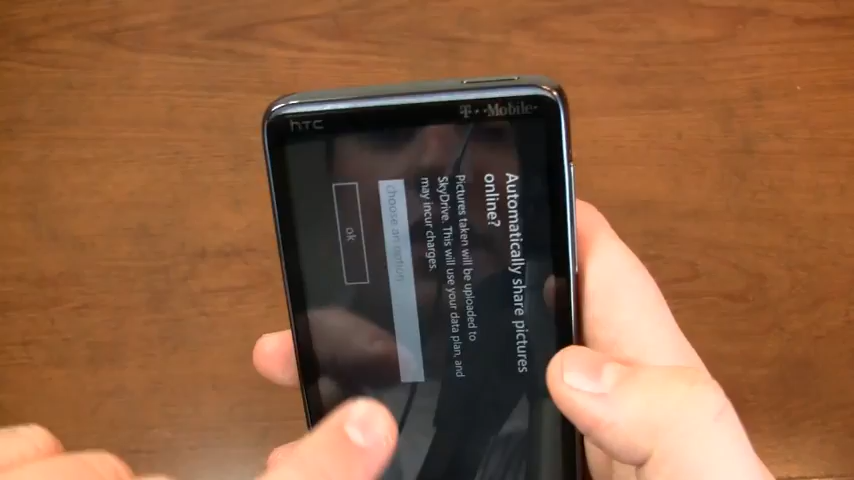 hTC
T··Mobile·
Automatically share pictures
online?
Pictures taken will be uploaded to
SkyDrive. This will use your data plan, and
may incur charges.
choose an option
ok